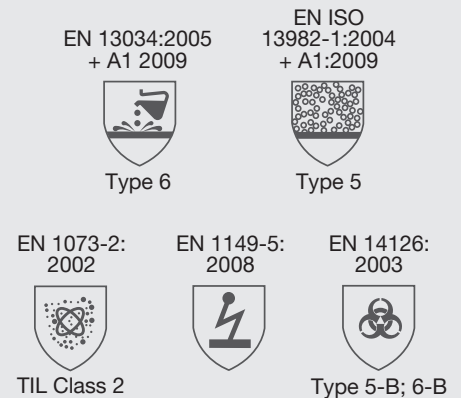 EN 13034:2005
+ A1 2009
Type 6
EN ISO
13982-1:2004
+ A1:2009
Type 5
EN 1073-2:
2002
TIL Class 2
EN 1149-5:
2008
EN 14126:
2003
Type 5-B; 6-B